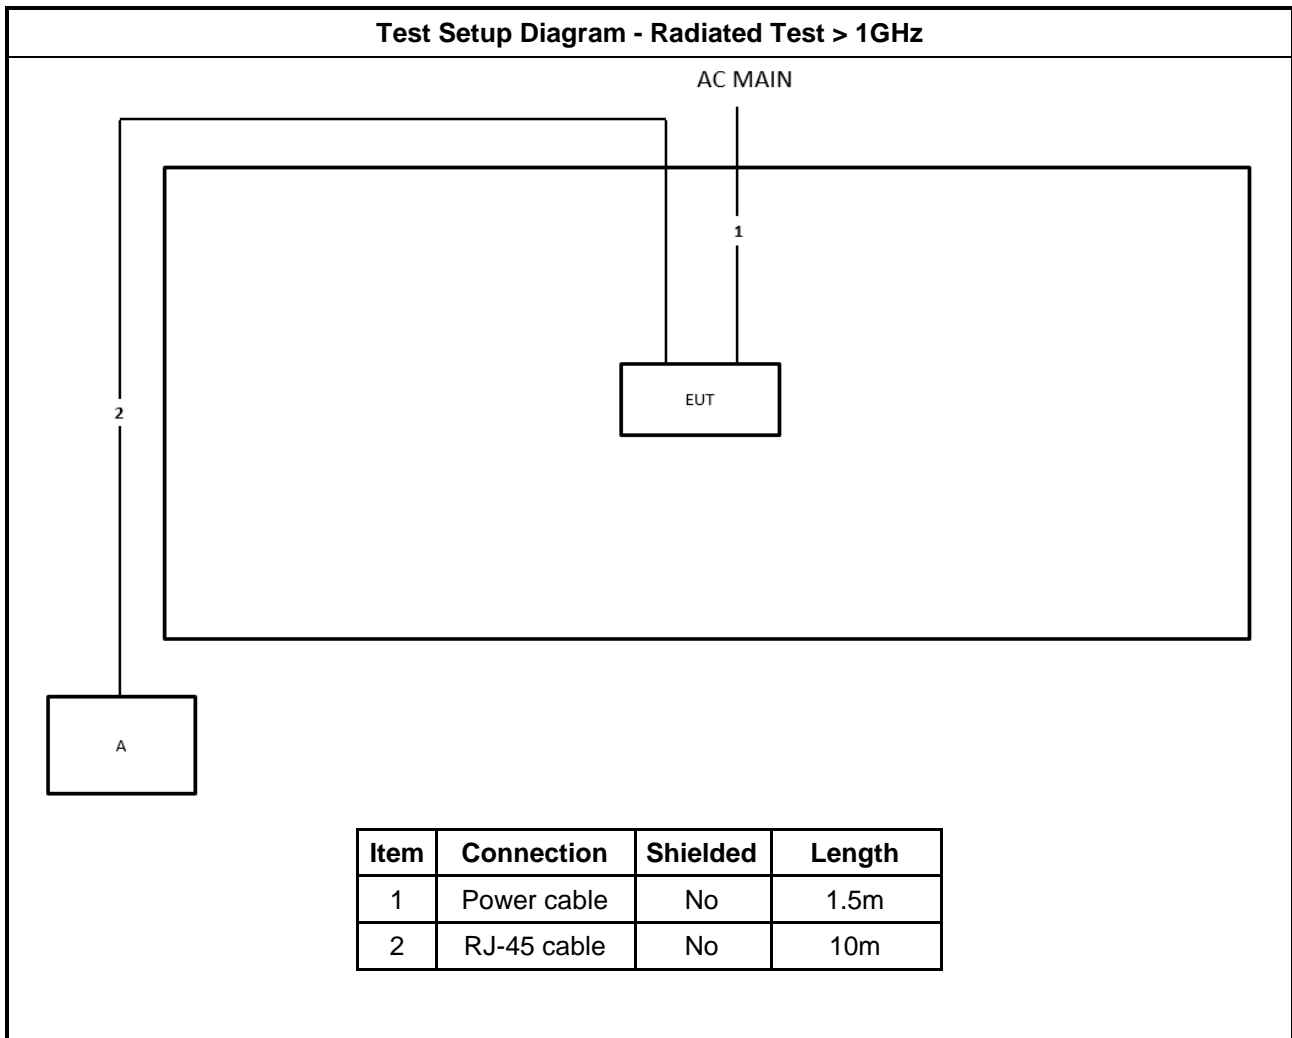 Test Setup Diagram - Radiated Test > 1GHz
AC MAIN
1
EUT
2
A
Item Connection Shielded Length
1 Power cable No 1.5m
2 RJ-45 cable No 10m